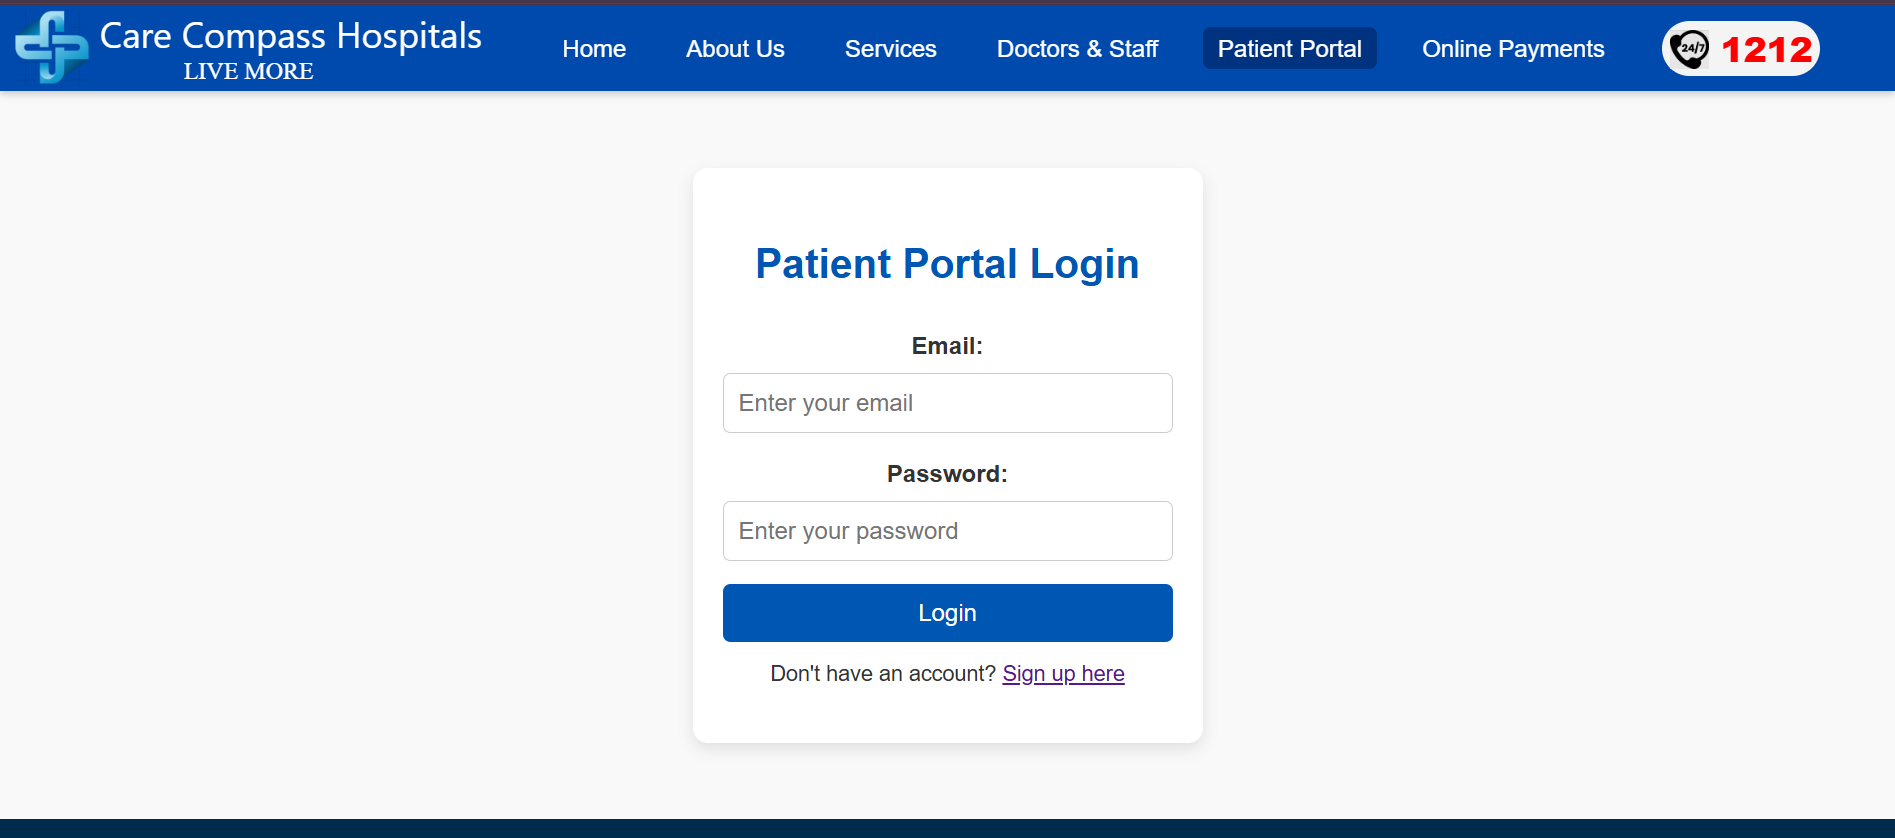 Care Compass Hospitals
LIVE MORE
Home
About Us
Services
Doctors & Staff
Patient Portal
Online Payments
24/7
1212
Patient Portal Login
Email:
Enter your email
Password:
Enter your password
Login
Don't have an account? Sign up here